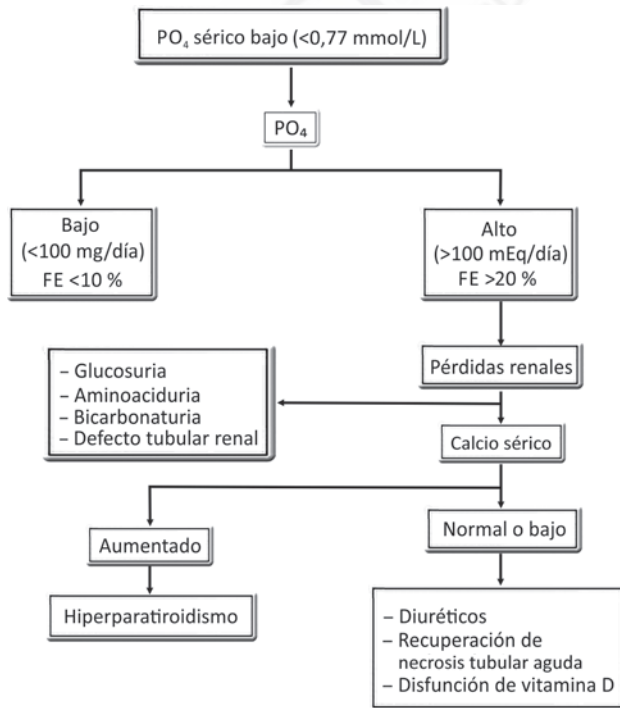 PO₄ sérico bajo (<0,77 mmol/L)
PO₄
Bajo
(<100 mg/día)
FE <10 %
Alto
(>100 mEq/día)
FE >20 %
Pérdidas renales
– Glucosuria
– Aminoaciduria
– Bicarbonaturia
– Defecto tubular renal
Calcio sérico
Aumentado
Normal o bajo
Hiperparatiroidismo
– Diuréticos
– Recuperación de
necrosis tubular aguda
– Disfunción de vitamina D